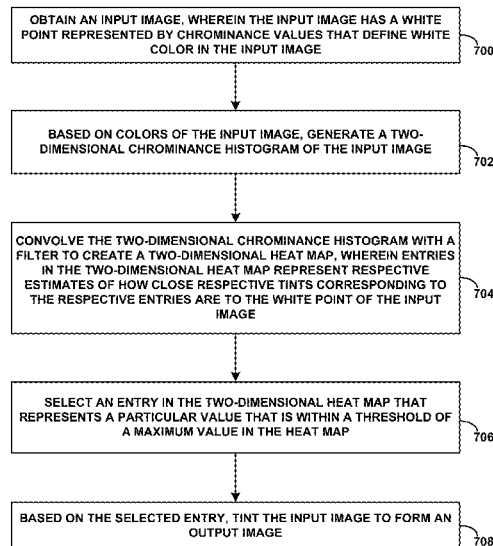 OBTAIN AN INPUT IMAGE, WHEREIN THE INPUT IMAGE HAS A WHITE
POINT REPRESENTED BY CHROMINANCE VALUES THAT DEFINE WHITE
COLOR IN THE INPUT IMAGE
700
BASED ON COLORS OF THE INPUT IMAGE, GENERATE A TWO-
DIMENSIONAL CHROMINANCE HISTOGRAM OF THE INPUT IMAGE
702
CONVOLVE THE TWO-DIMENSIONAL CHROMINANCE HISTOGRAM WITH A
FILTER TO CREATE A TWO-DIMENSIONAL HEAT MAP, WHEREIN ENTRIES
IN THE TWO-DIMENSIONAL HEAT MAP REPRESENT RESPECTIVE
ESTIMATES OF HOW CLOSE RESPECTIVE TINTS CORRESPONDING TO
THE RESPECTIVE ENTRIES ARE TO THE WHITE POINT OF THE INPUT
IMAGE
704
SELECT AN ENTRY IN THE TWO-DIMENSIONAL HEAT MAP THAT
REPRESENTS A PARTICULAR VALUE THAT IS WITHIN A THRESHOLD OF
A MAXIMUM VALUE IN THE HEAT MAP
706
BASED ON THE SELECTED ENTRY, TINT THE INPUT IMAGE TO FORM AN
OUTPUT IMAGE
708